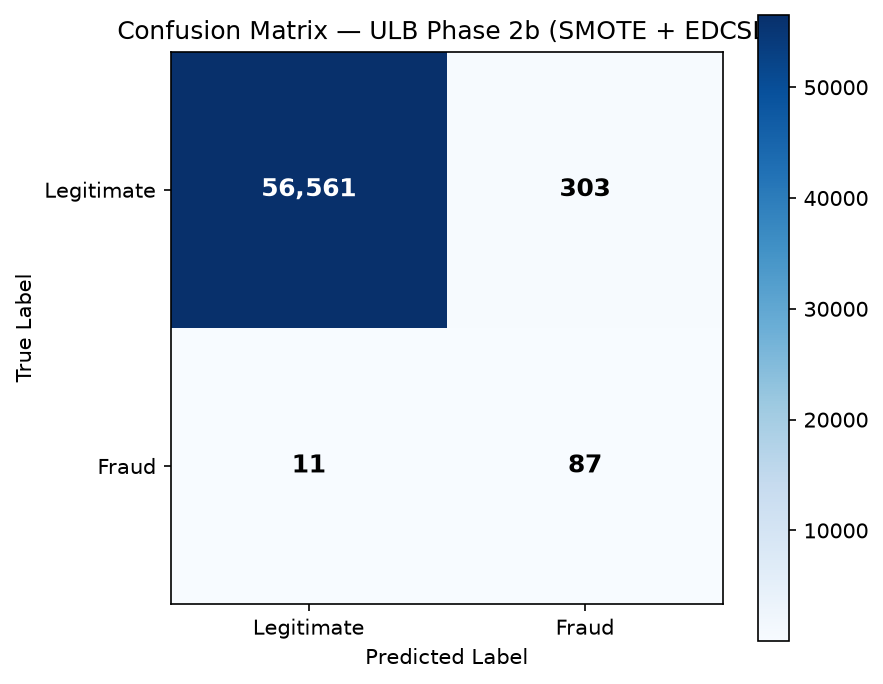 Confusion Matrix — ULB Phase 2b (SMOTE + EDCS
50000
56,561
303
Legitimate
40000
30000
True Label
20000
Fraud
11
87
10000
Legitimate
Fraud
Predicted Label